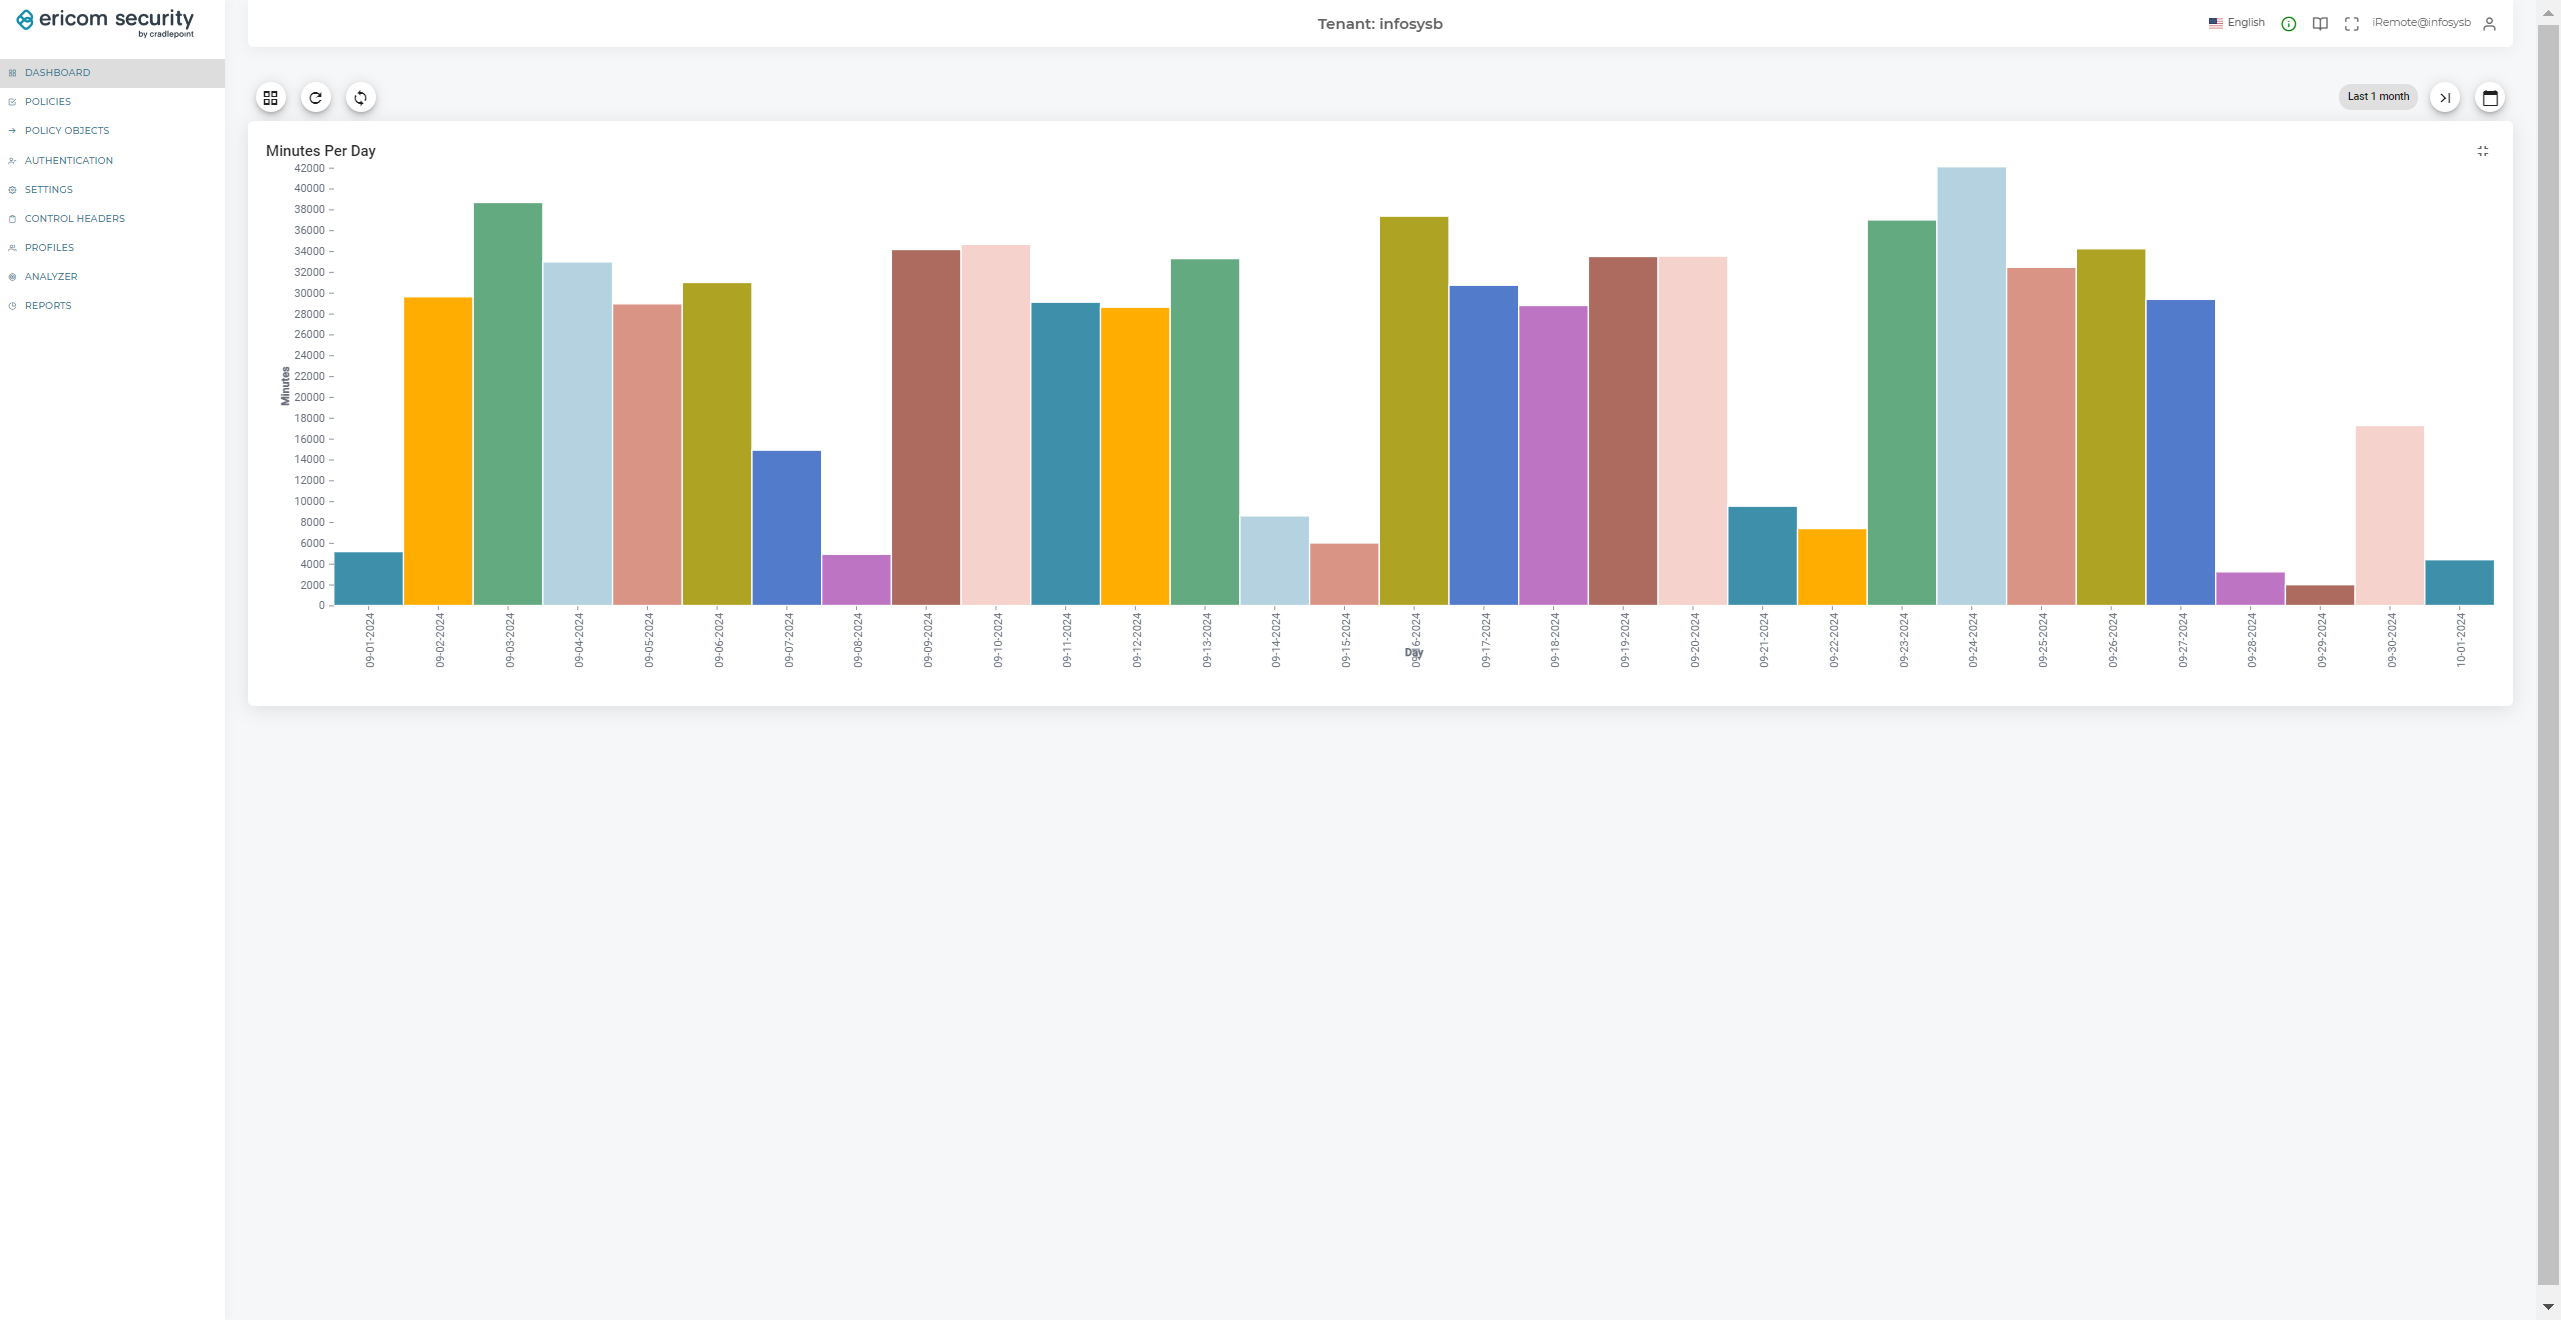 ericom security
by cradlepoint
Tenant: infosysb
English
iRemote@infosysb
DASHBOARD
POLICIES
POLICY OBJECTS
AUTHENTICATION
SETTINGS
CONTROL HEADERS
PROFILES
ANALYZER
REPORTS
Last 1 month
Minutes Per Day
42000
40000
38000
36000
34000
32000
30000
28000
26000
24000
22000
20000
18000
16000
14000
12000
10000
8000
6000
4000
2000
0
Minutes
09-01-2024
09-02-2024
09-03-2024
09-04-2024
09-05-2024
09-06-2024
09-07-2024
09-08-2024
09-09-2024
09-10-2024
09-11-2024
09-12-2024
09-13-2024
09-14-2024
09-15-2024
09-16-2024
09-17-2024
09-18-2024
09-19-2024
09-20-2024
09-21-2024
09-22-2024
09-23-2024
09-24-2024
09-25-2024
09-26-2024
09-27-2024
09-28-2024
09-29-2024
09-30-2024
10-01-2024
Day